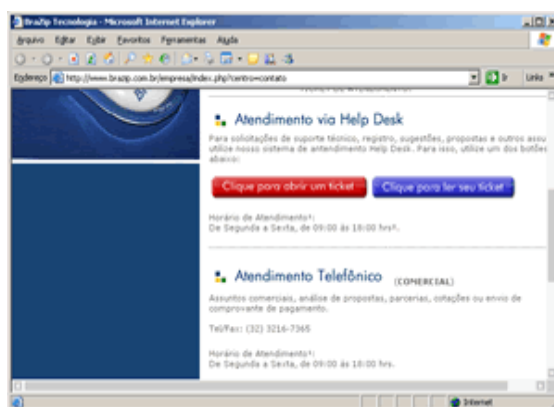 BraZip Tecnologia - Microsoft Internet Explorer
Arquivo Editar Exibir Favoritos Ferramentas Ajuda
Endereço http://www.brazip.com.br/empresa/index.php?centro=contato Ir Links
Atendimento via Help Desk
Para solicitações de suporte técnico, registro, sugestões, propostas e outros assu
utilize nosso sistema de antendimento Help Desk. Para isso, utilize um dos botões
abaixo:
Clique para abrir um ticket Clique para ler seu ticket
Horário de Atendimento*:
De Segunda a Sexta, de 09:00 às 18:00 hrs*.
Atendimento Telefônico (COMERCIAL)
Assuntos comerciais, análise de propostas, parcerias, cotações ou envio de
comprovante de pagamento.
Tel/Fax: (32) 3216-7365
Horário de Atendimento*:
De Segunda a Sexta, de 09:00 às 18:00 hrs.
Internet